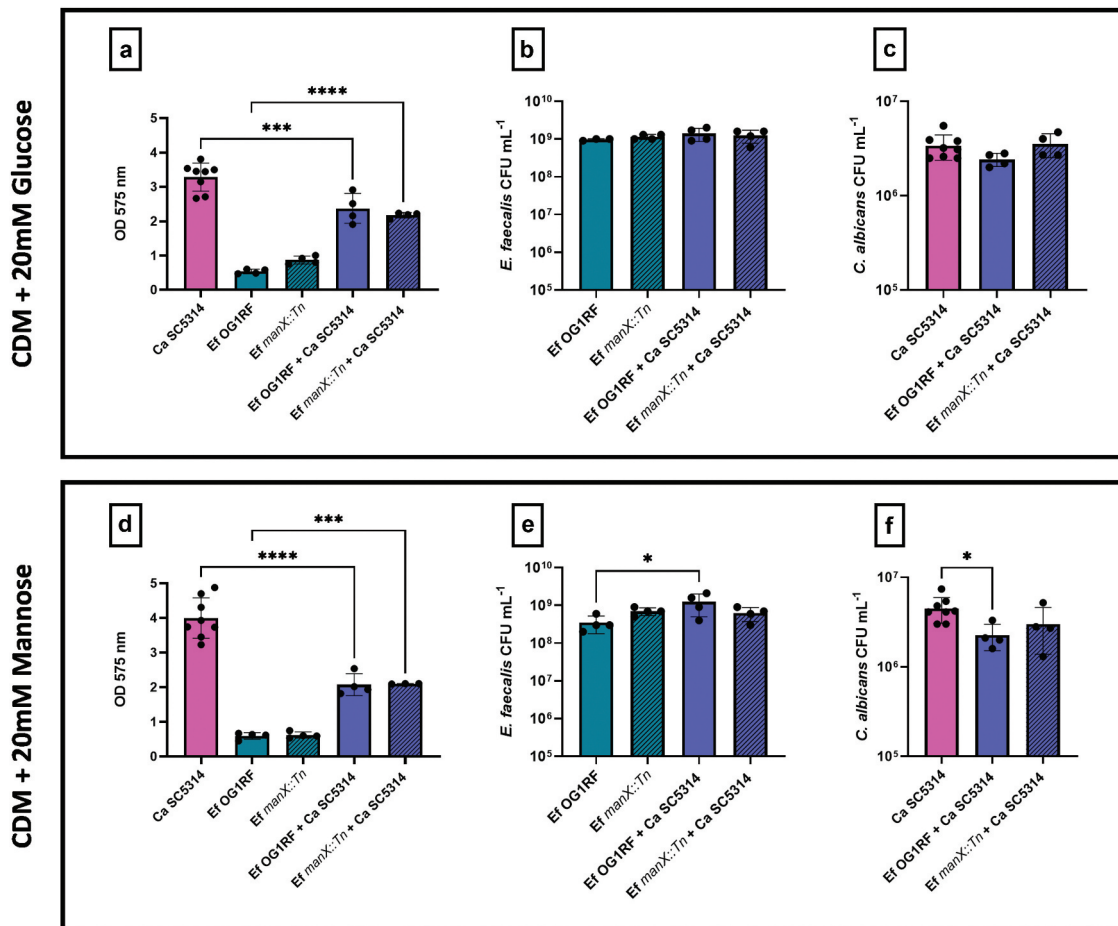 CDM + 20mM Glucose
a
OD 575 nm
5
4
3
2
1
0
***
****
Ca SC5314
Ef OG1RF
Ef manX::Tn
Ef OG1RF + Ca SC5314
Ef manX::Tn + Ca SC5314
b
E. faecalis CFU mL⁻¹
10¹⁰
10⁹
10⁸
10⁷
10⁶
10⁵
Ef OG1RF
Ef manX::Tn
Ef OG1RF + Ca SC5314
Ef manX::Tn + Ca SC5314
c
C. albicans CFU mL⁻¹
10⁷
10⁶
10⁵
Ca SC5314
Ef OG1RF + Ca SC5314
Ef manX::Tn + Ca SC5314
CDM + 20mM Mannose
d
OD 575 nm
5
4
3
2
1
0
****
***
Ca SC5314
Ef OG1RF
Ef manX::Tn
Ef OG1RF + Ca SC5314
Ef manX::Tn + Ca SC5314
e
E. faecalis CFU mL⁻¹
10¹⁰
10⁹
10⁸
10⁷
10⁶
10⁵
*
Ef OG1RF
Ef manX::Tn
Ef OG1RF + Ca SC5314
Ef manX::Tn + Ca SC5314
f
C. albicans CFU mL⁻¹
10⁷
10⁶
10⁵
*
Ca SC5314
Ef OG1RF + Ca SC5314
Ef manX::Tn + Ca SC5314